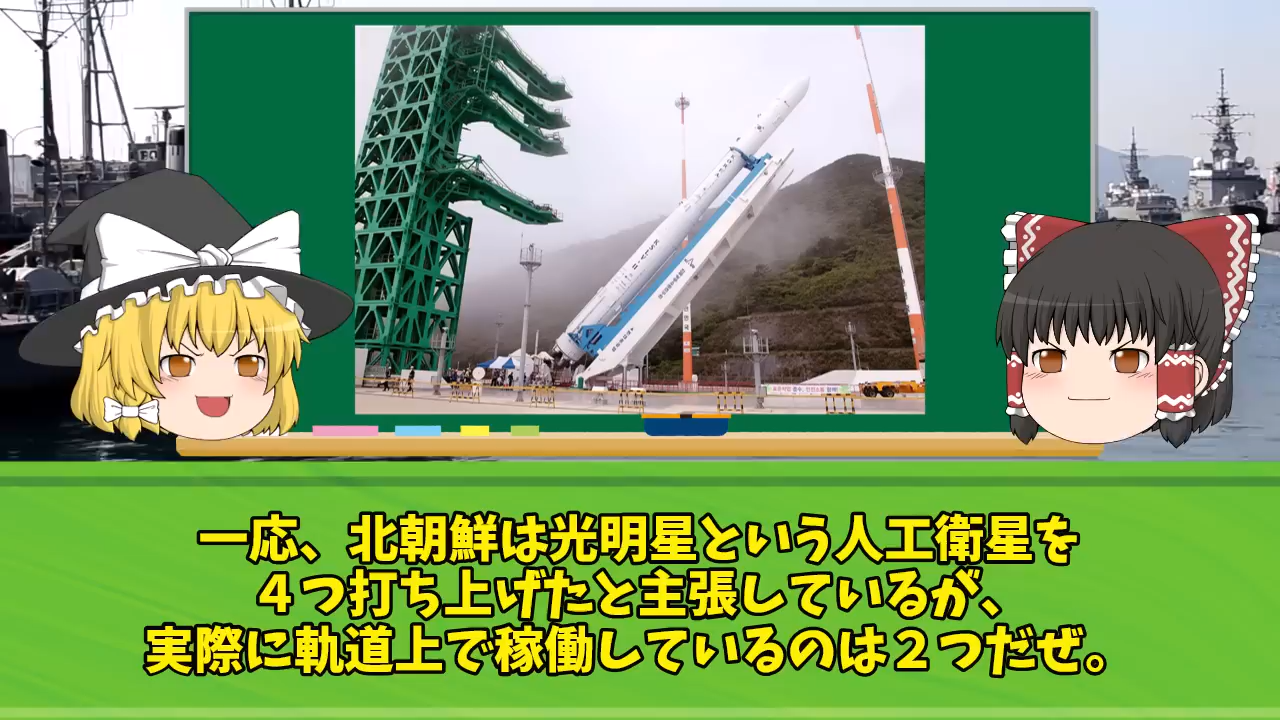 一応、北朝鮮は光明星という人工衛星を
4つ打ち上げたと主張しているが、
実際に軌道上で稼働しているのは2つだぜ。